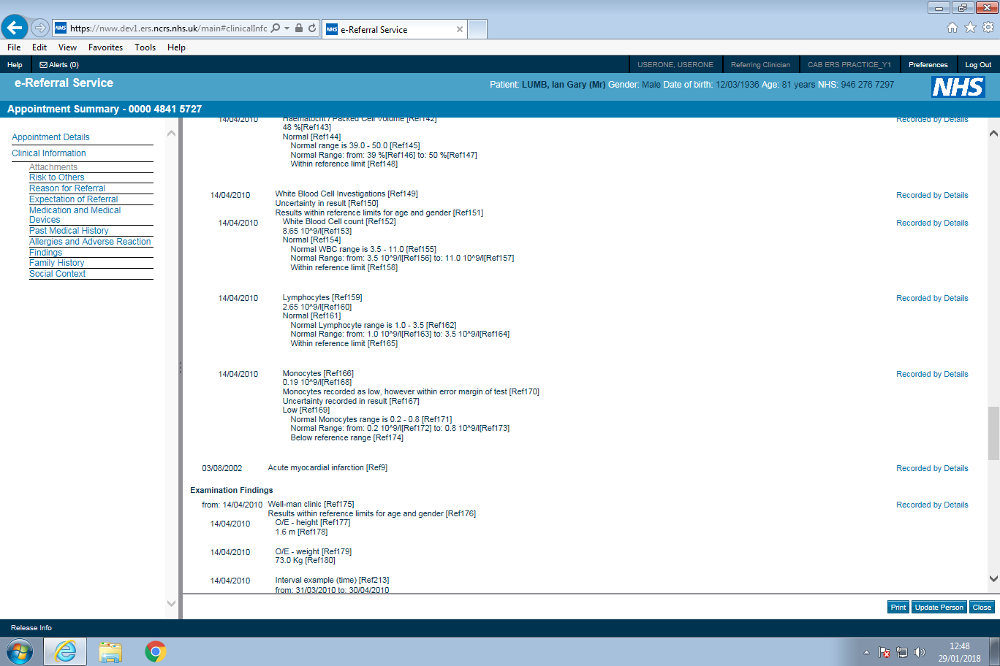 https://nww.dev1.ers.ncrs.nhs.uk/main#clinicalInfc
NHS e-Referral Service
File Edit View Favorites Tools Help
Help Alerts (0) USERONE, USERONE Referring Clinician CAB ERS PRACTICE_Y1 Preferences Log Out
e-Referral Service Patient: LUMB, Ian Gary (Mr) Gender: Male Date of birth: 12/03/1936 Age: 81 years NHS: 946 276 7297 NHS
Appointment Summary - 0000 4841 5727
Appointment Details
Clinical Information
Attachments
Risk to Others
Reason for Referral
Expectation of Referral
Medication and Medical
Devices
Past Medical History
Allergies and Adverse Reaction
Findings
Family History
Social Context
14/04/2010 Haematocrit / Packed Cell Volume [Ref142] Recorded by Details
48 %[Ref143]
Normal [Ref144]
Normal range is 39.0 - 50.0 [Ref145]
Normal Range: from: 39 %[Ref146] to: 50 %[Ref147]
Within reference limit [Ref148]
14/04/2010 White Blood Cell Investigations [Ref149] Recorded by Details
Uncertainty in result [Ref150]
Results within reference limits for age and gender [Ref151]
14/04/2010 White Blood Cell count [Ref152] Recorded by Details
8.65 10^9/l[Ref153]
Normal [Ref154]
Normal WBC range is 3.5 - 11.0 [Ref155]
Normal Range: from: 3.5 10^9/l[Ref156] to: 11.0 10^9/l[Ref157]
Within reference limit [Ref158]
14/04/2010 Lymphocytes [Ref159] Recorded by Details
2.65 10^9/l[Ref160]
Normal [Ref161]
Normal Lymphocyte range is 1.0 - 3.5 [Ref162]
Normal Range: from: 1.0 10^9/l[Ref163] to: 3.5 10^9/l[Ref164]
Within reference limit [Ref165]
14/04/2010 Monocytes [Ref166] Recorded by Details
0.19 10^9/l[Ref168]
Monocytes recorded as low, however within error margin of test [Ref170]
Uncertainty recorded in result [Ref167]
Low [Ref169]
Normal Monocytes range is 0.2 - 0.8 [Ref171]
Normal Range: from: 0.2 10^9/l[Ref172] to: 0.8 10^9/l[Ref173]
Below reference range [Ref174]
03/08/2002 Acute myocardial infarction [Ref9] Recorded by Details
Examination Findings
from: 14/04/2010 Well-man clinic [Ref175] Recorded by Details
Results within reference limits for age and gender [Ref176]
14/04/2010 O/E - height [Ref177]
1.6 m [Ref178]
14/04/2010 O/E - weight [Ref179]
73.0 Kg [Ref180]
14/04/2010 Interval example (time) [Ref213]
from: 31/03/2010 to: 30/04/2010
Print Update Person Close
Release Info
12:48
29/01/2018